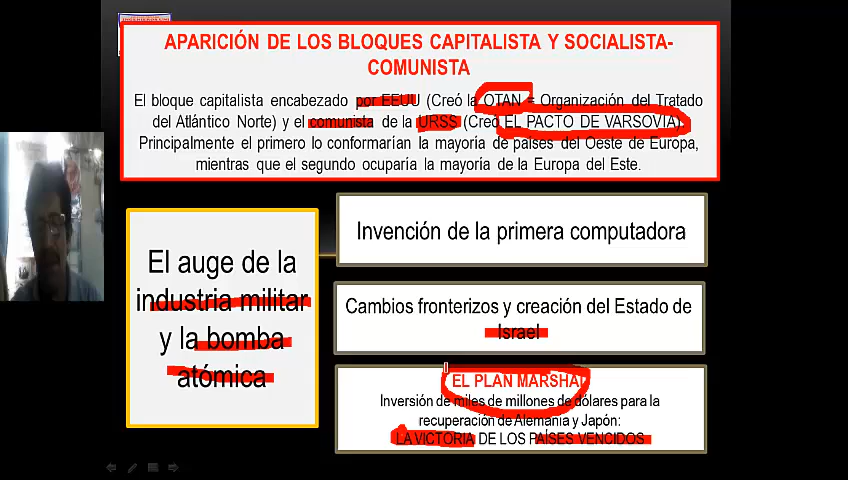 APARICIÓN DE LOS BLOQUES CAPITALISTA Y SOCIALISTA-
COMUNISTA
El bloque capitalista encabezado por EEUU (Creó la OTAN = Organización del Tratado
del Atlántico Norte) y el comunista de la URSS (Creó EL PACTO DE VARSOVIA).
Principalmente el primero lo conformarían la mayoría de países del Oeste de Europa,
mientras que el segundo ocuparía la mayoría de la Europa del Este.
El auge de la
industria militar
y la bomba
atómica
Invención de la primera computadora
Cambios fronterizos y creación del Estado de
Israel
EL PLAN MARSHAL
Inversión de miles de millones de dólares para la
recuperación de Alemania y Japón:
LA VICTORIA DE LOS PAÍSES VENCIDOS